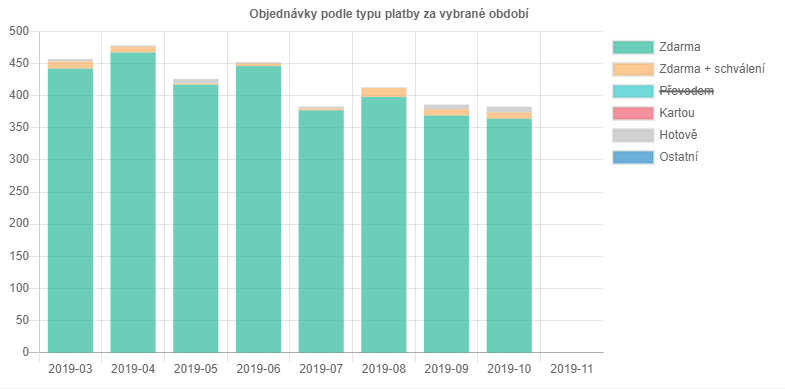 Objednávky podle typu platby za vybrané období
500
450
400
350
300
250
200
150
100
50
0
2019-03 2019-04 2019-05 2019-06 2019-07 2019-08 2019-09 2019-10 2019-11
Zdarma
Zdarma + schválení
Převodem
Kartou
Hotově
Ostatní